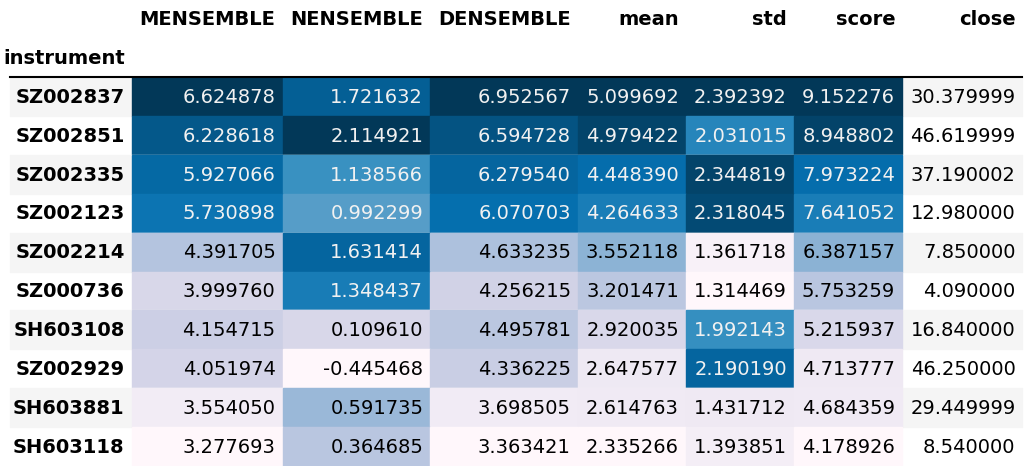 MENSEMBLE NENSEMBLE DENSEMBLE mean std score close
instrument
SZ002837 6.624878 1.721632 6.952567 5.099692 2.392392 9.152276 30.379999
SZ002851 6.228618 2.114921 6.594728 4.979422 2.031015 8.948802 46.619999
SZ002335 5.927066 1.138566 6.279540 4.448390 2.344819 7.973224 37.190002
SZ002123 5.730898 0.992299 6.070703 4.264633 2.318045 7.641052 12.980000
SZ002214 4.391705 1.631414 4.633235 3.552118 1.361718 6.387157 7.850000
SZ000736 3.999760 1.348437 4.256215 3.201471 1.314469 5.753259 4.090000
SH603108 4.154715 0.109610 4.495781 2.920035 1.992143 5.215937 16.840000
SZ002929 4.051974 -0.445468 4.336225 2.647577 2.190190 4.713777 46.250000
SH603881 3.554050 0.591735 3.698505 2.614763 1.431712 4.684359 29.449999
SH603118 3.277693 0.364685 3.363421 2.335266 1.393851 4.178926 8.540000